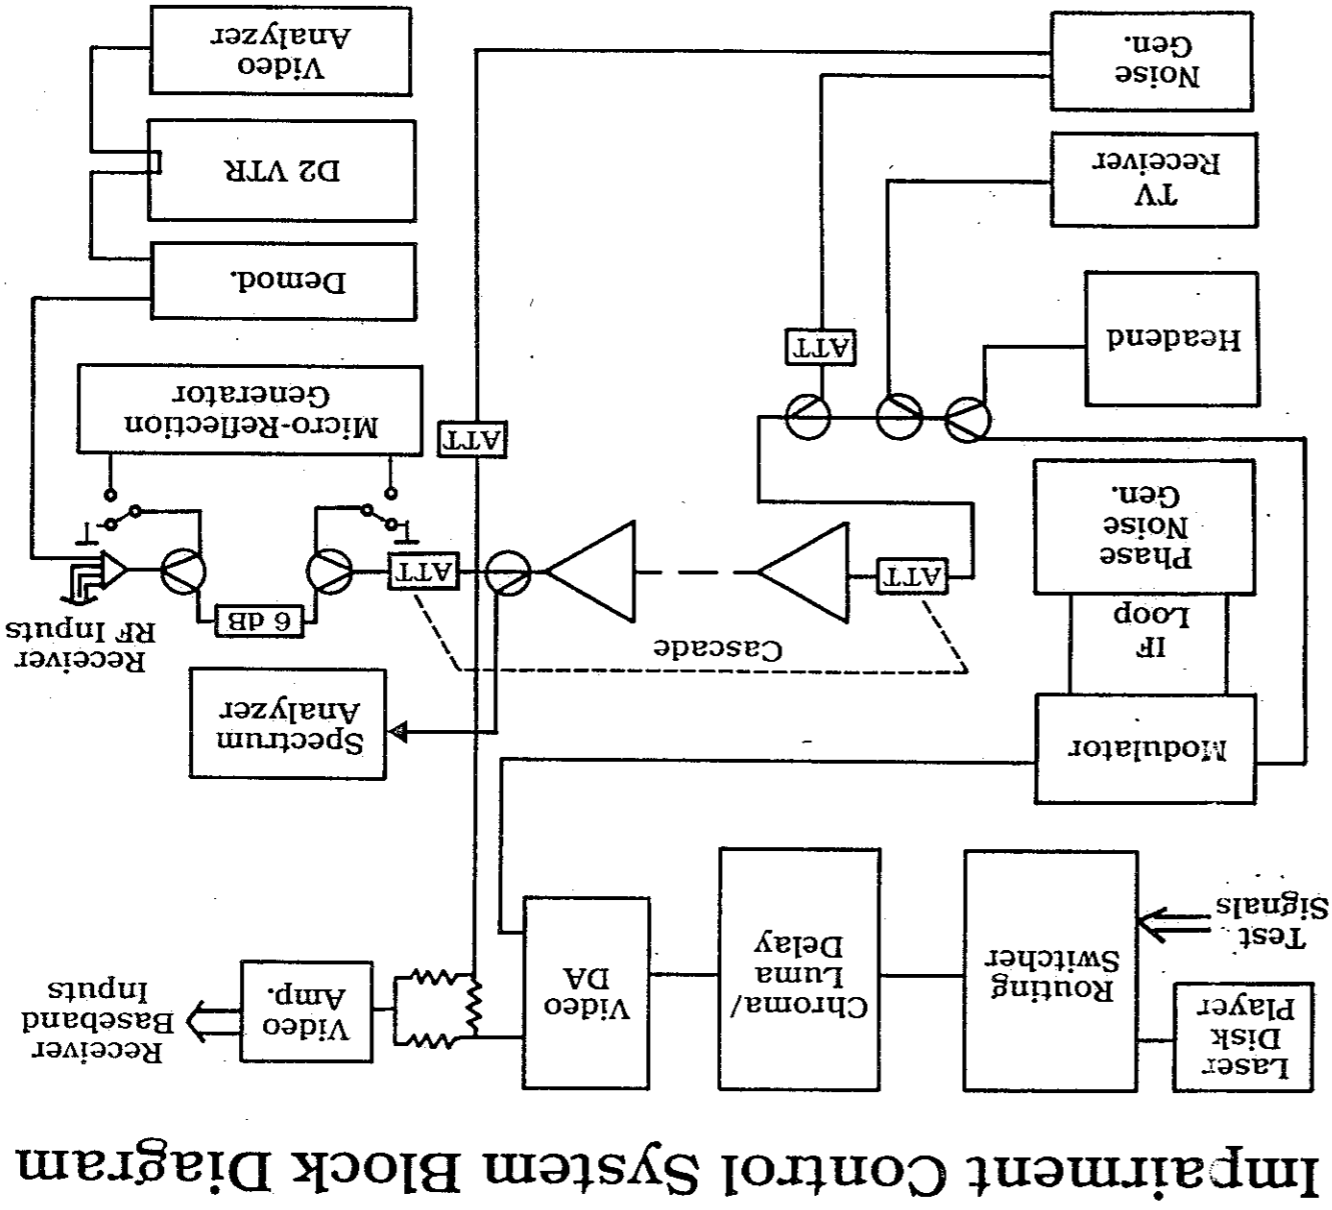 Impairment Control System Block Diagram
Laser
Disk
Player
Test
Signals
Routing
Switcher
Chroma/
Luma
Delay
Video
DA
Video
Amp.
Receiver
Baseband
Inputs
Modulator
IF
Loop
Phase
Noise
Gen.
Spectrum
Analyzer
Cascade
ATT
ATT
6 dB
Receiver
RF Inputs
Headend
ATT
ATT
Micro-Reflection
Generator
TV
Receiver
Demod.
Noise
Gen.
D2 VTR
Video
Analyzer